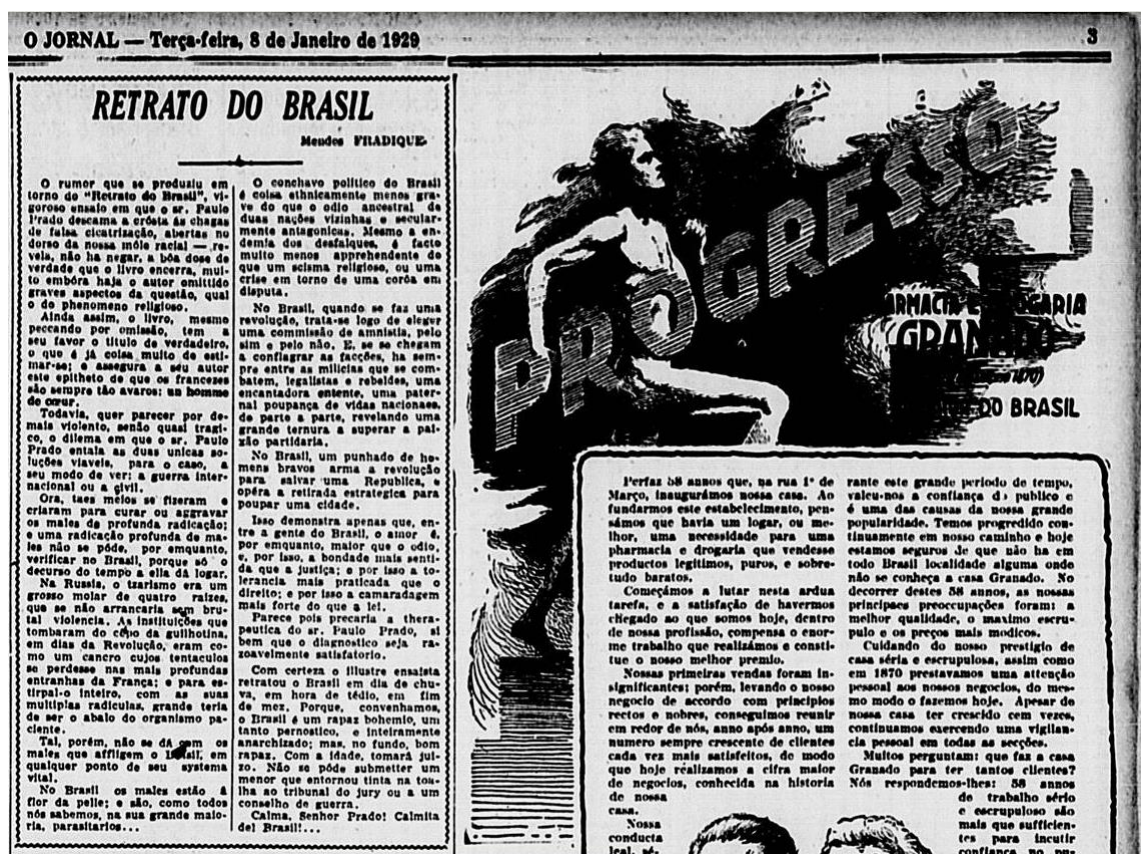 O JORNAL — Terça-feira, 8 de Janeiro de 1929
3
RETRATO DO BRASIL
Mendes FRADIQUE.
O rumor que se produziu em
torno do "Retrato do Brasil", vi-
goroso ensaio em que o sr. Paulo
Prado descama a crósta ás chagas
de falsa cicatrização, abertas no
dorso da nossa móle racial — re-
vela, não ha negar, a bôa dose de
verdade que o livro encerra, mui-
to embóra haja o autor omittido
graves aspectos da questão, qual
o do phenomeno religioso.
Ainda assim, o livro, mesmo
peccando por omissão, tem a
seu favor o titulo de verdadeiro,
o que é já coisa muito de esti-
mar-se; e assegura a seu autor
este epitheto de que os francezes
são sempre tão avaros: un homme
de cœur.
Todavia, quer parecer por de-
mais violento, senão quasi tragi-
co, o dilema em que o sr. Paulo
Prado entala as duas unicas so-
luções viaveis, para o caso, a
seu modo de ver: a guerra inter-
nacional ou a civil.
Ora, taes meios se fizeram e
criaram para curar ou aggravar
os males de profunda radicação;
e uma radicação profunda de ma-
les não se póde, por emquanto,
verificar no Brasil, porque só o
decurso do tempo a ella dá logar.
Na Russia, o tzarismo era um
grosso molar de quatro raizes,
que se não arrancaria sem bru-
tal violencia. As instituições que
tombaram do cepo da guilhotina,
em dias da Revolução, eram co-
mo um cancro cujos tentaculos
se perdesse nas mais profundas
entranhas da França; e para es-
tirpal-o inteiro, com as suas
multiplas radiculas, grande teria
de ser o abalo do organismo pa-
ciente.
Tal, porém, não se dá com os
males que affligem o Brasil, em
qualquer ponto de seu systema
vital.
No Brasil os males estão á
flor da pelle; e são, como todos
nós sabemos, na sua grande maio-
ria, parasitarios...
O conchavo politico do Brasil
é coisa ethnicamente menos gra-
ve do que o odio ancestral de
duas nações vizinhas e secular-
mente antagonicas. Mesmo a en-
demia dos desfalques, é facto
muito menos apprehendente do
que um scisma religioso, ou uma
crise em torno de uma corôa em
disputa.
No Brasil, quando se faz uma
revolução, trata-se logo de eleger
uma commissão de amnistia, pelo
sim e pelo não. E, se se chegam
a conflagrar as facções, ha sem-
pre entre as milicias que se com-
batem, legalistas e rebeldes, uma
encantadora entente, uma pater-
nal poupança de vidas nacionaes,
de parte a parte, revelando uma
grande ternura a superar a pai-
xão partidaria.
No Brasil, um punhado de ho-
mens bravos arma a revolução
para salvar uma Republica, e
opéra a retirada estrategica para
poupar uma cidade.
Isso demonstra apenas que, en-
tre a gente do Brasil, o amor é,
por emquanto, maior que o odio,
e, por isso, a bondade mais senti-
da que a justiça; e por isso a to-
lerancia mais praticada que o
direito; e por isso a camaradagem
mais forte do que a lei.
Parece pois precaria a thera-
peutica do sr. Paulo Prado, si
bem que o diagnostico seja ra-
zoavelmente satisfatorio.
Com certeza o illustre ensaista
retratou o Brasil em dia de chu-
va, em hora de tédio, em fim
de mez. Porque, convenhamos,
o Brasil é um rapaz bohemio, um
tanto pernostico, e inteiramente
anarchizado; mas, no fundo, bom
rapaz. Com a idade, tomará jui-
zo. Não se póde submetter um
menor que entornou tinta na toa-
lha ao tribunal do jury ou a um
conselho de guerra.
Calma, Senhor Prado! Calmita
del Brasil!...
PROGRESSO
GRANADO
1870)
DO BRASIL
Perfaz 58 annos que, na rua 1º de
Março, inaugurámos nossa casa. Ao
fundarmos este estabelecimento, pen-
sámos que havia um logar, ou me-
lhor, uma necessidade para uma
pharmacia e drogaria que vendesse
productos legitimos, puros, e sobre-
tudo baratos.
Começámos a lutar nesta ardua
tarefa, e a satisfação de havermos
chegado ao que somos hoje, dentro
de nossa profissão, compensa o enor-
me trabalho que realizámos e consti-
tue o nosso melhor premio.
Nossas primeiras vendas foram in-
significantes; porém, levando o nosso
negocio de accordo com principios
rectos e nobres, conseguimos reunir
em redor de nós, anno após anno, um
numero sempre crescente de clientes
cada vez mais satisfeitos, de modo
que hoje réalizamos a cifra maior
de negocios, conhecida na historia
de nossa
casa.
Nossa
conducta
leal, sé-
rante este grande periodo de tempo,
valeu-nos a confiança do publico e
é uma das causas da nossa grande
popularidade. Temos progredido con-
tinuamente em nosso caminho e hoje
estamos seguros de que não ha em
todo Brasil localidade alguma onde
não se conheça a casa Granado. No
decorrer destes 58 annos, as nossas
principaes preoccupações foram: a
melhor qualidade, o maximo escru-
pulo e os preços mais modicos.
Cuidando do nosso prestigio de
casa séria e escrupulosa, assim como
em 1870 prestavamos uma attenção
pessoal aos nossos negocios, do mes-
mo modo o fazemos hoje. Apesar de
nossa casa ter crescido cem vezes,
continuamos exercendo uma vigilan-
cia pessoal em todas as secções.
Muitos perguntam: que faz a casa
Granado para ter tantos clientes?
Nós respondemos-lhes: 58 annos
de trabalho sério
e escrupuloso são
mais que sufficien-
tes para incutir
confiança no pu-